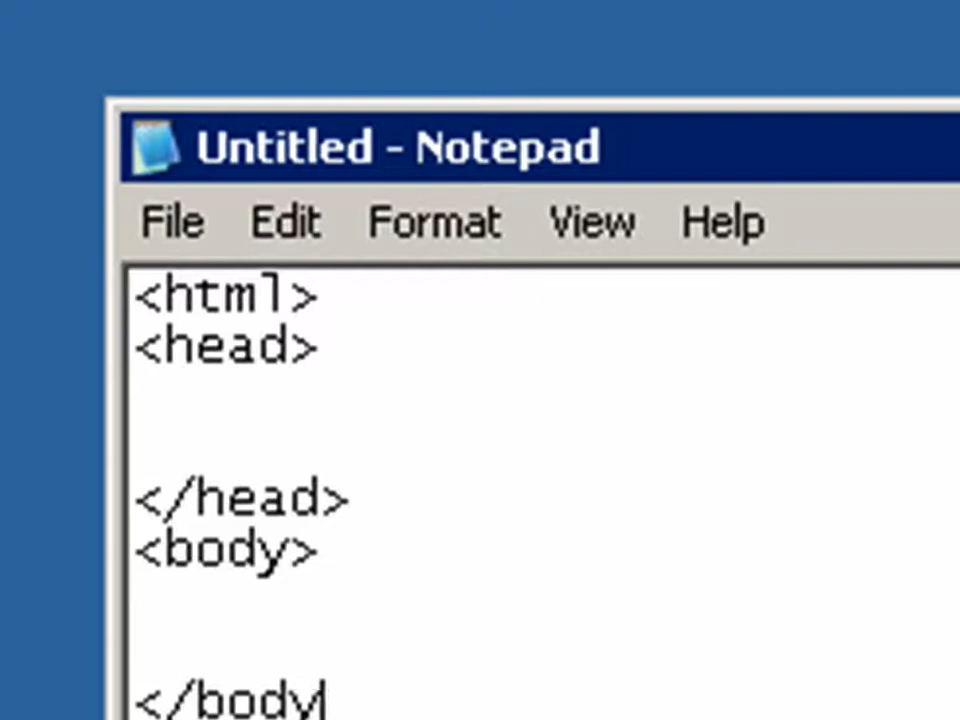 Untitled - Notepad
File Edit Format View Help
<html>
<head>
</head>
<body>
</body